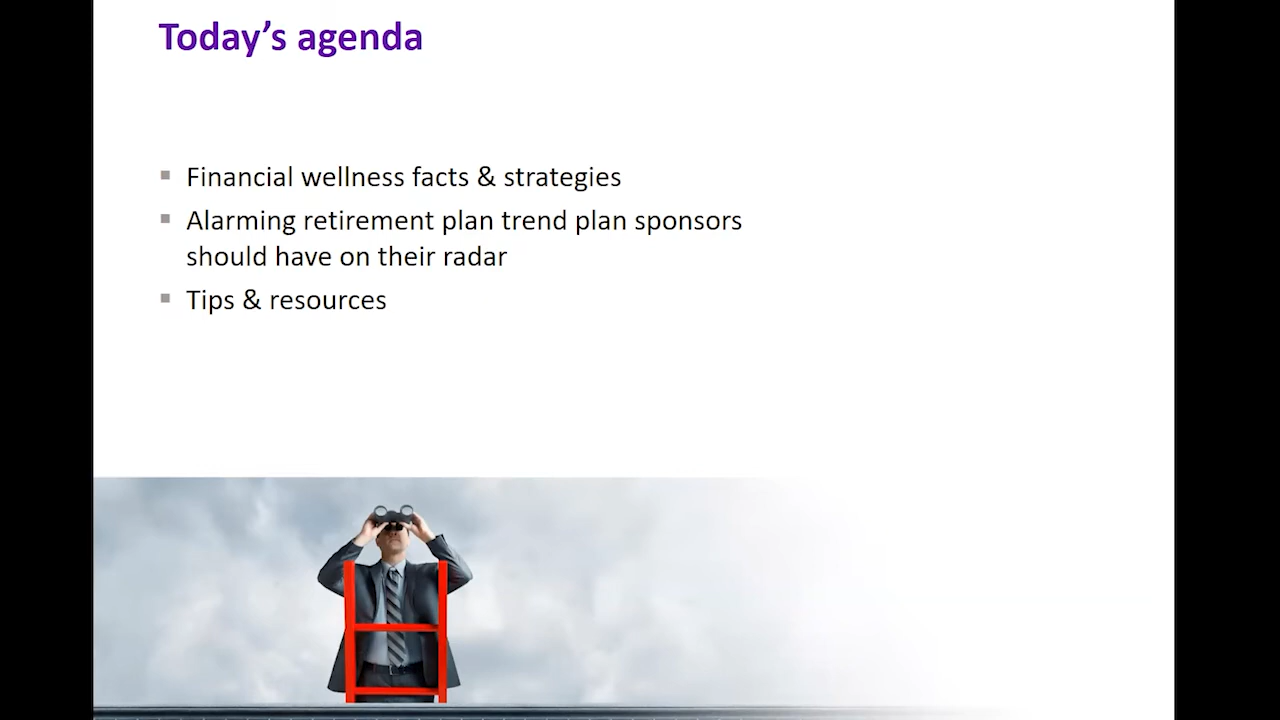 Today’s agenda
Financial wellness facts & strategies
Alarming retirement plan trend plan sponsors
should have on their radar
Tips & resources